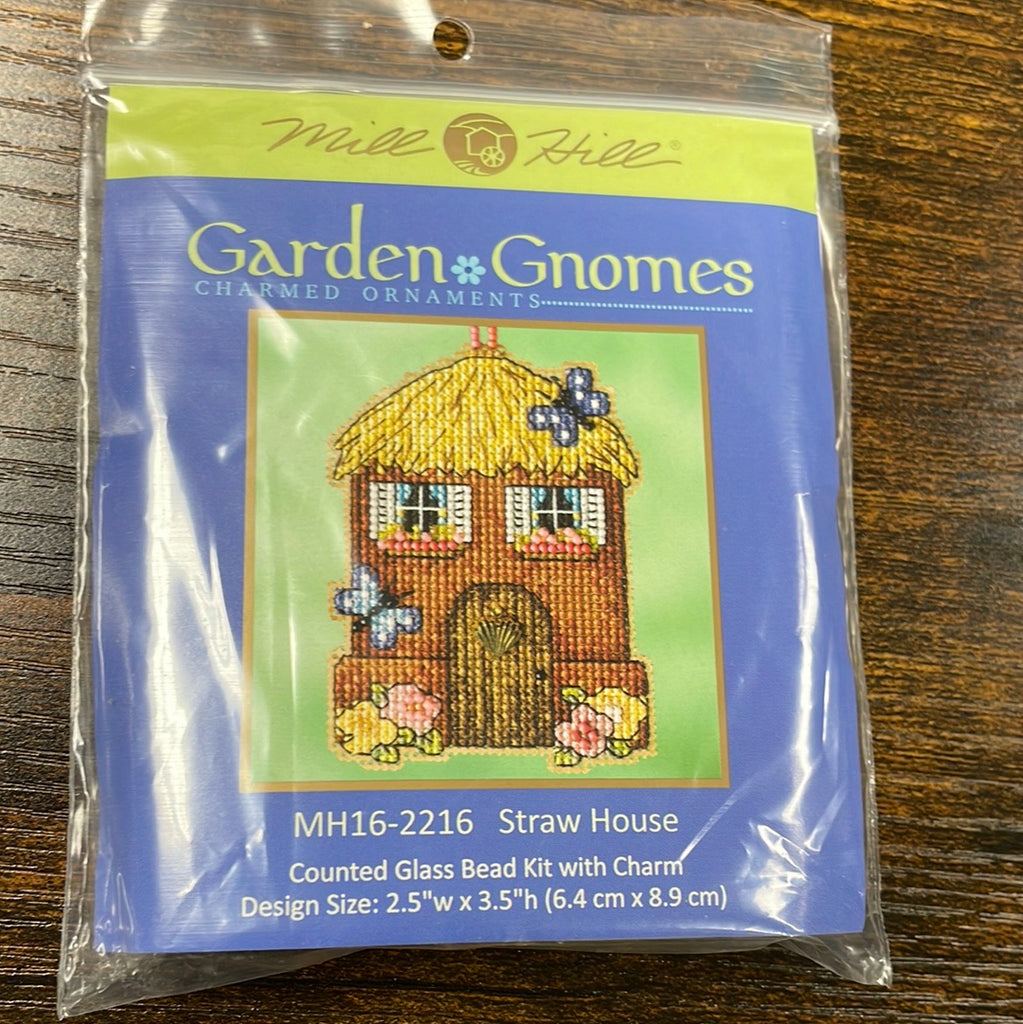 Mill Hill®
Garden Gnomes
CHARMED ORNAMENTS
MH16-2216 Straw House
Counted Glass Bead Kit with Charm
Design Size: 2.5"w x 3.5"h (6.4 cm x 8.9 cm)